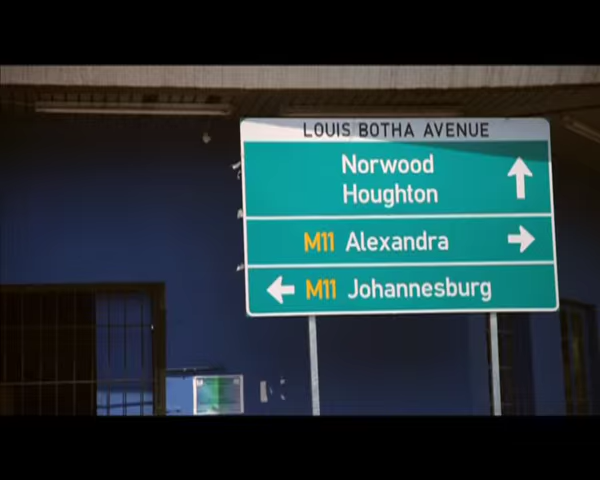 LOUIS BOTHA AVENUE
Norwood
Houghton
M11 Alexandra
M11 Johannesburg